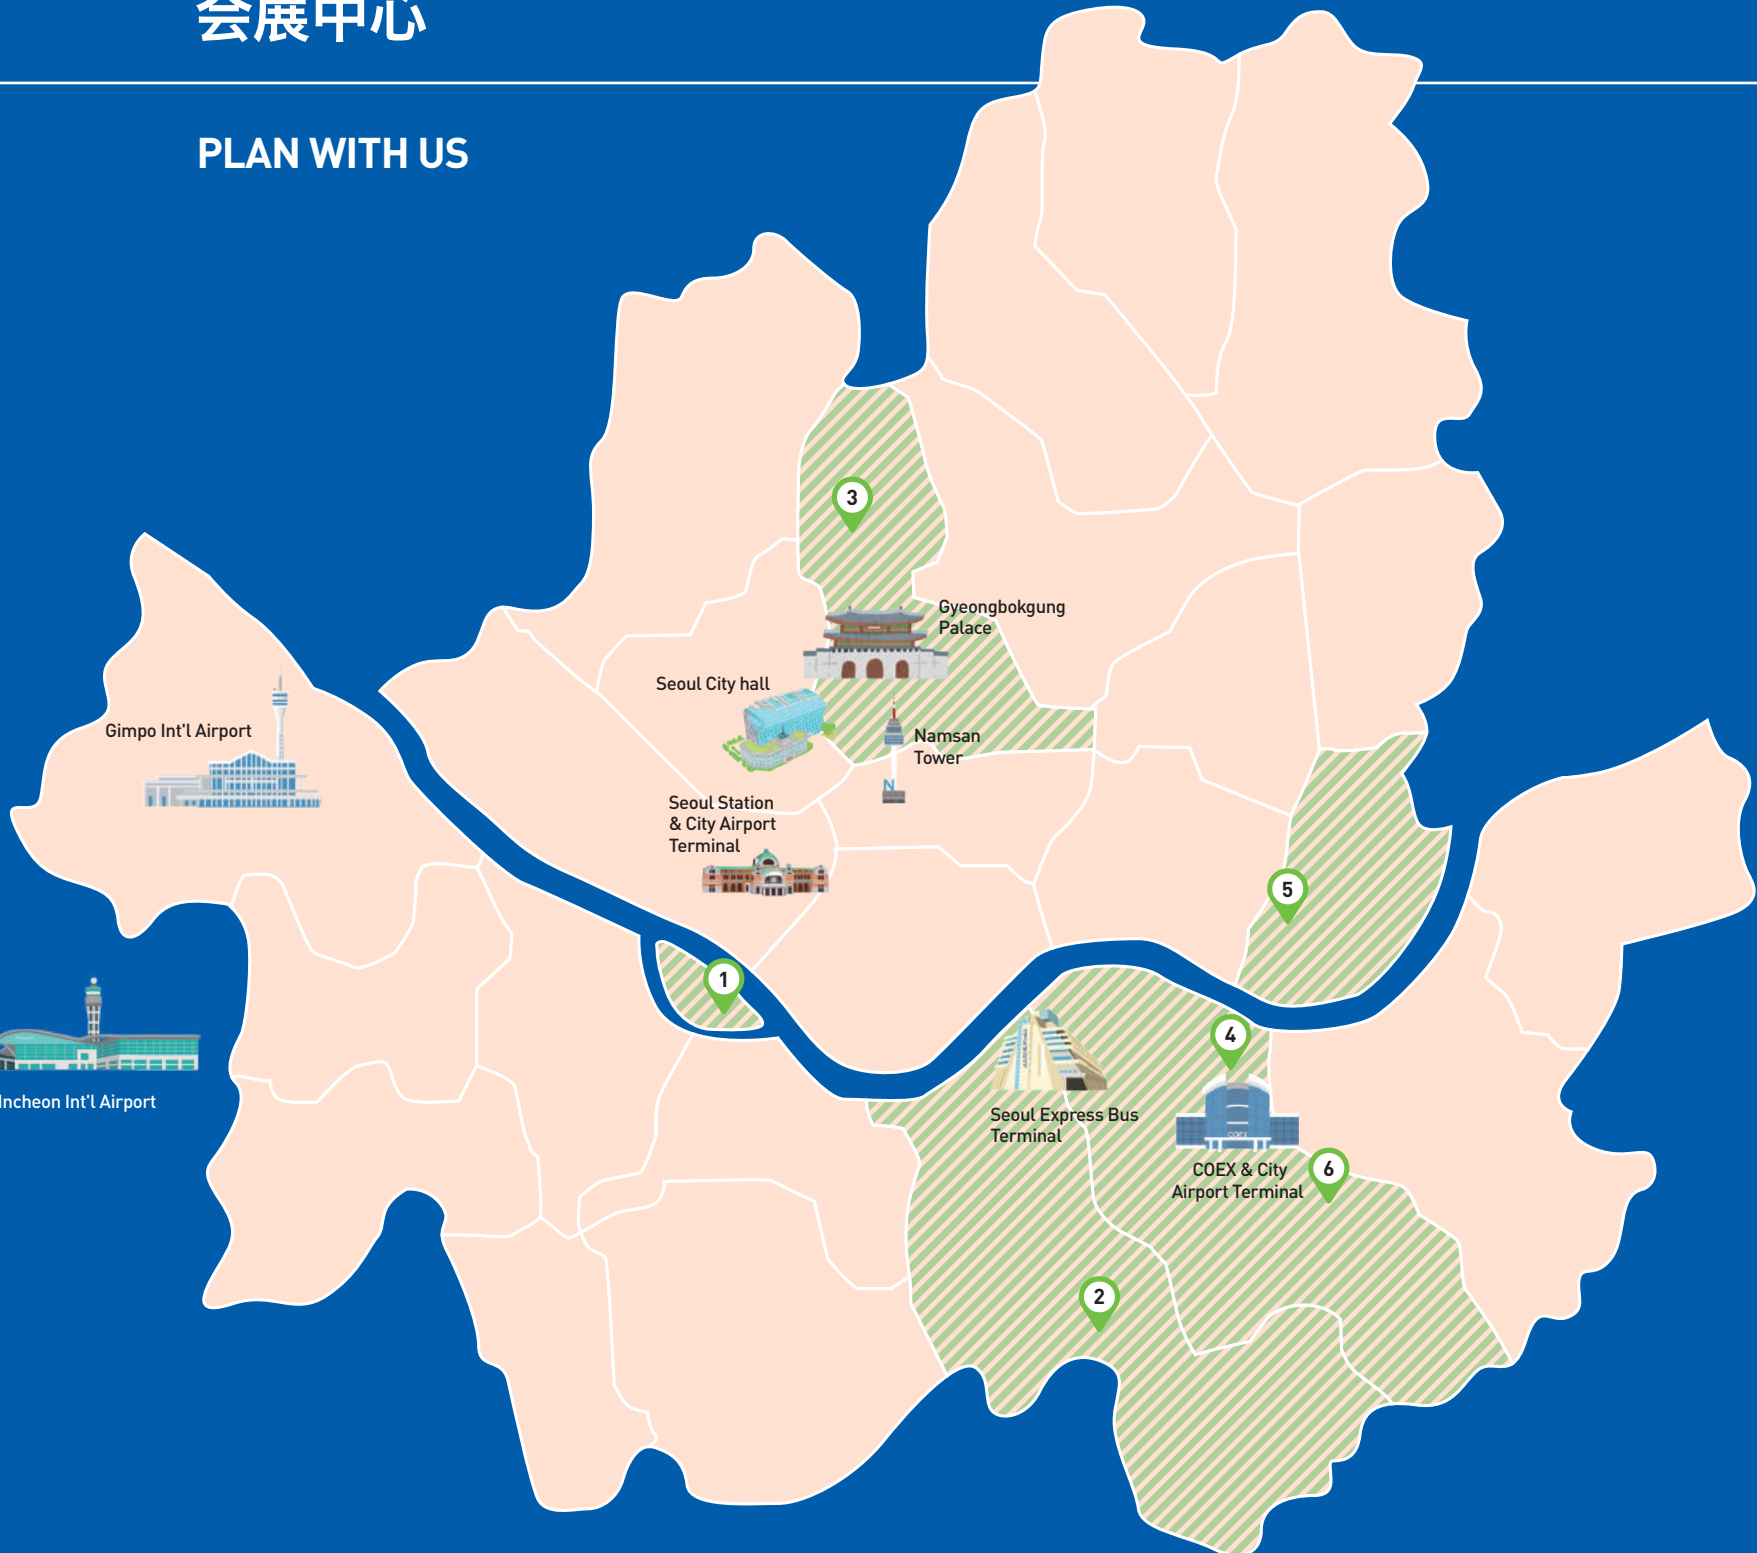 会展中心
PLAN WITH US
3
Gyeongbokgung
Palace
Seoul City hall
Gimpo Int'l Airport
Namsan
Tower
N
Seoul Station
& City Airport
Terminal
5
1
4
Incheon Int'l Airport
Seoul Express Bus
Terminal
COEX
COEX & City
Airport Terminal
6
2